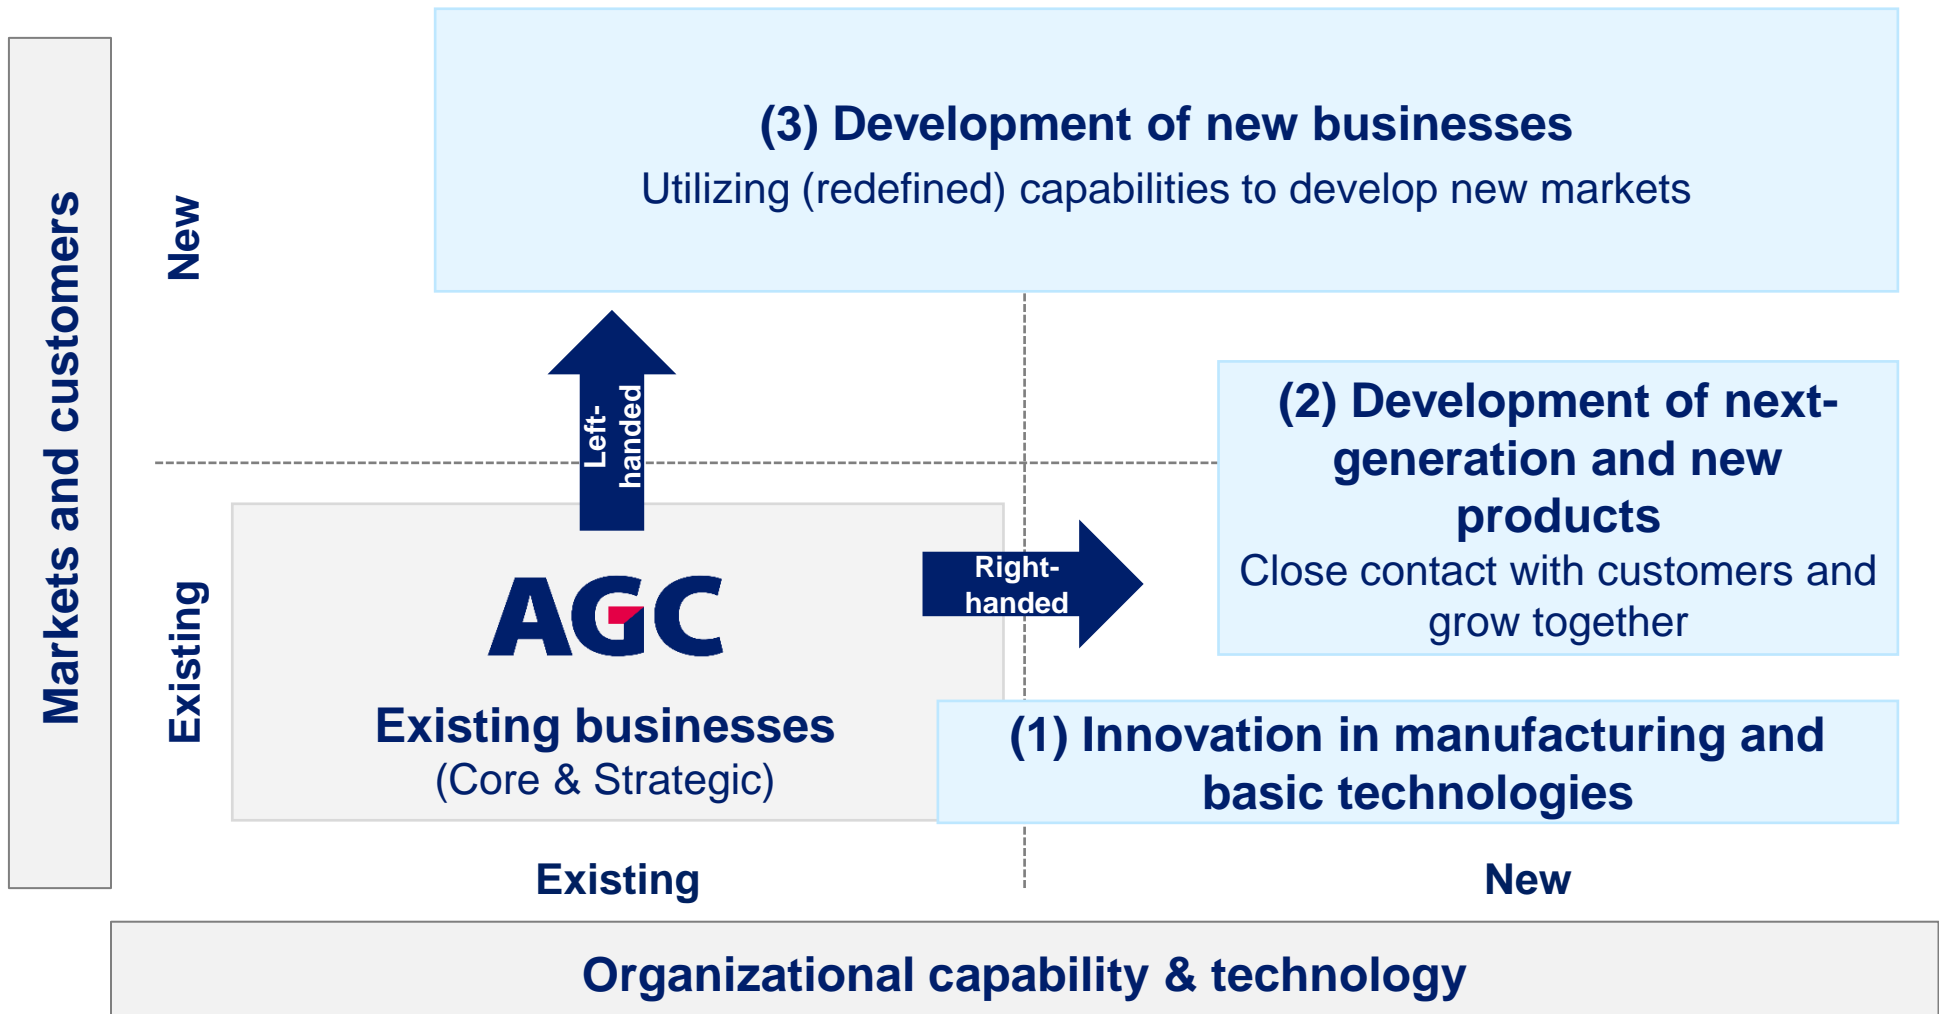 Markets and customers
New
Existing
(3) Development of new businesses
Utilizing (redefined) capabilities to develop new markets
Left-
handed
(2) Development of next-
generation and new
products
Close contact with customers and
grow together
Right-
handed
AGC
Existing businesses
(Core & Strategic)
(1) Innovation in manufacturing and
basic technologies
Existing
New
Organizational capability & technology